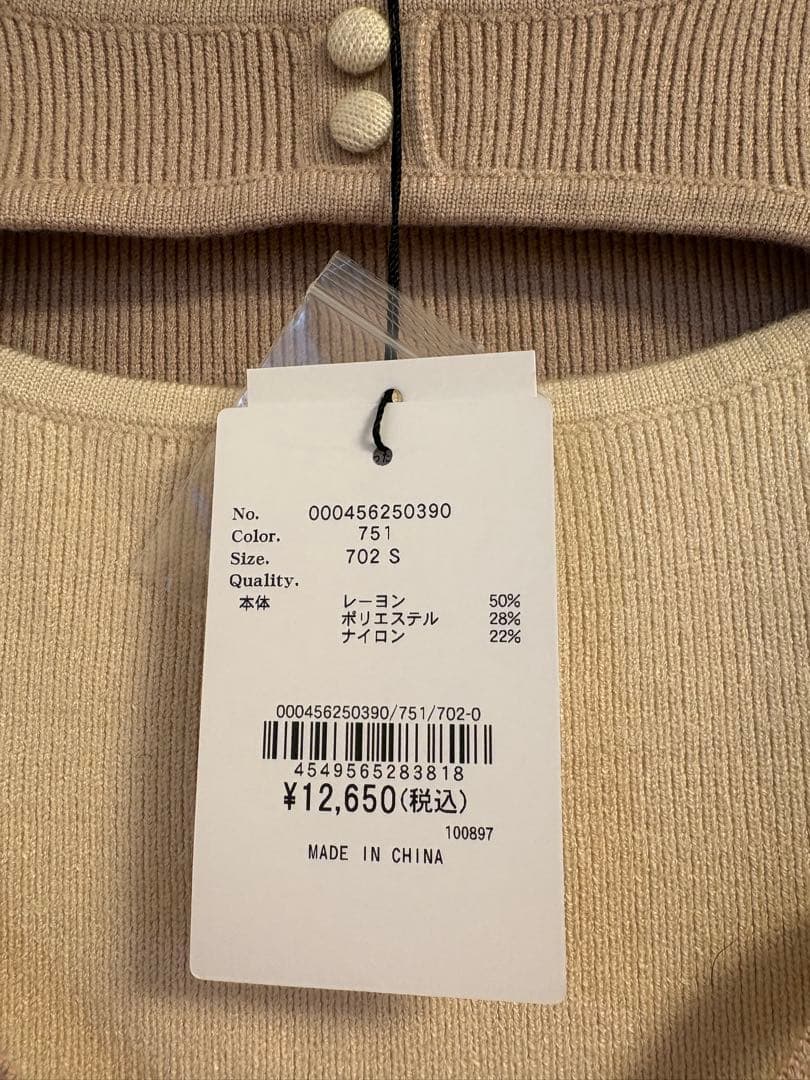 No. 000456250390
Color. 751
Size. 702 S
Quality.
本体 レーヨン 50%
ポリエステル 28%
ナイロン 22%
000456250390/751/702-0
4549565283818
¥12,650(税込)
100897
MADE IN CHINA